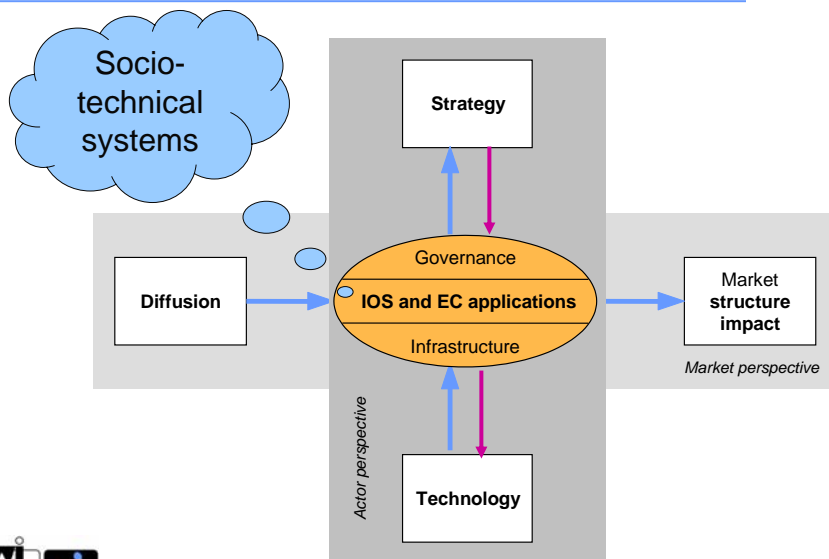 Socio-
technical
systems
Strategy
Governance
IOS and EC applications
Infrastructure
Diffusion
Market
structure
impact
Market perspective
Actor perspective
Technology